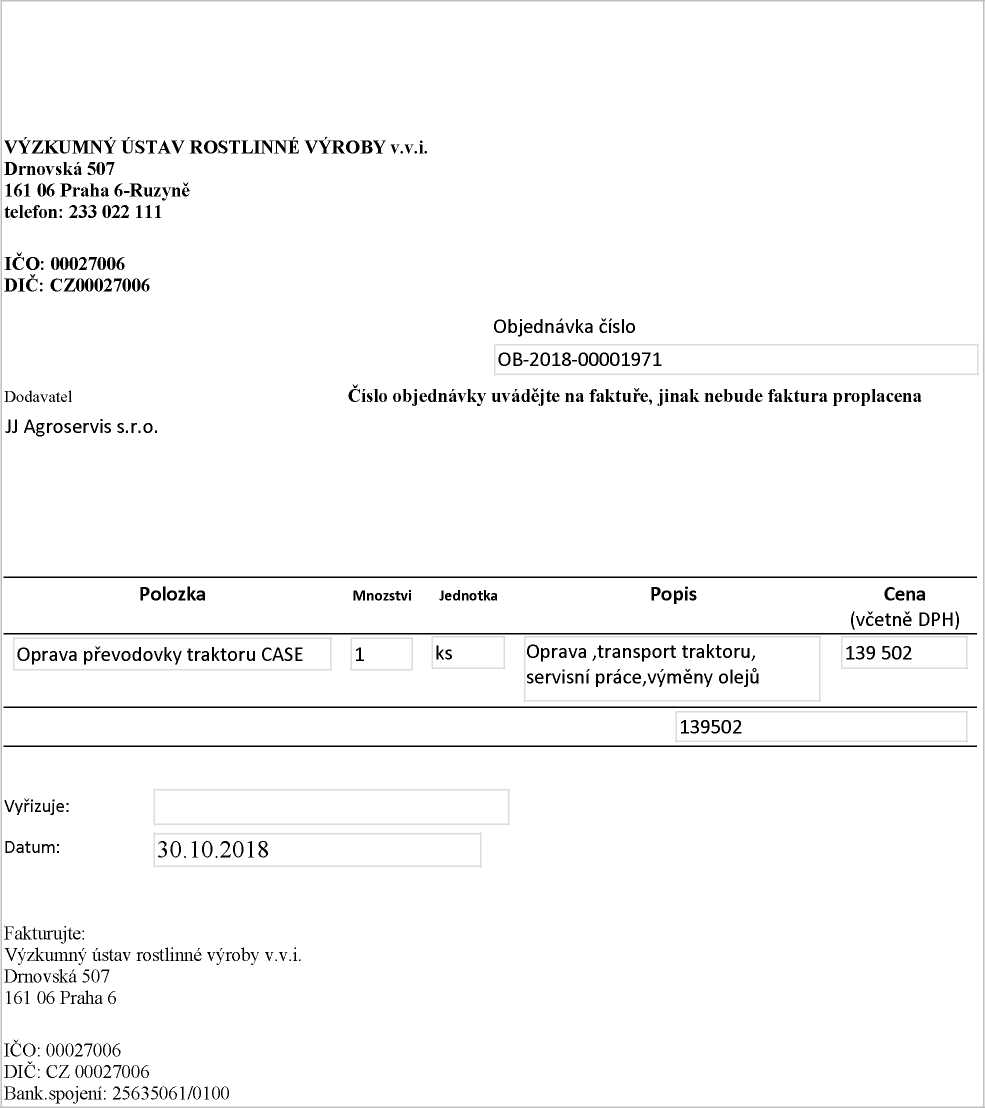 VÝZKUMNÝ ÚSTAV ROSTLINNÉ VÝROBY v.v.i.
Drnovská 507
161 06 Praha 6-Ruzyně
telefon: 233 022 111
IČO: 00027006
DIČ: CZ00027006
Objednávka číslo
OB-2018-00001971
Dodavatel
Číslo objednávky uvádějte na faktuře, jinak nebude faktura proplacena
JJ Agroservis s.r.o.
Polozka Mnozstvi Jednotka Popis Cena
(včetně DPH)
Oprava převodovky traktoru CASE 1 ks Oprava ,transport traktoru, 139 502
servisní práce,výměny olejů
139502
Vyřizuje:
Datum: 30.10.2018
Fakturujte:
Výzkumný ústav rostlinné výroby v.v.i.
Drnovská 507
161 06 Praha 6
IČO: 00027006
DIČ: CZ 00027006
Bank.spojení: 25635061/0100